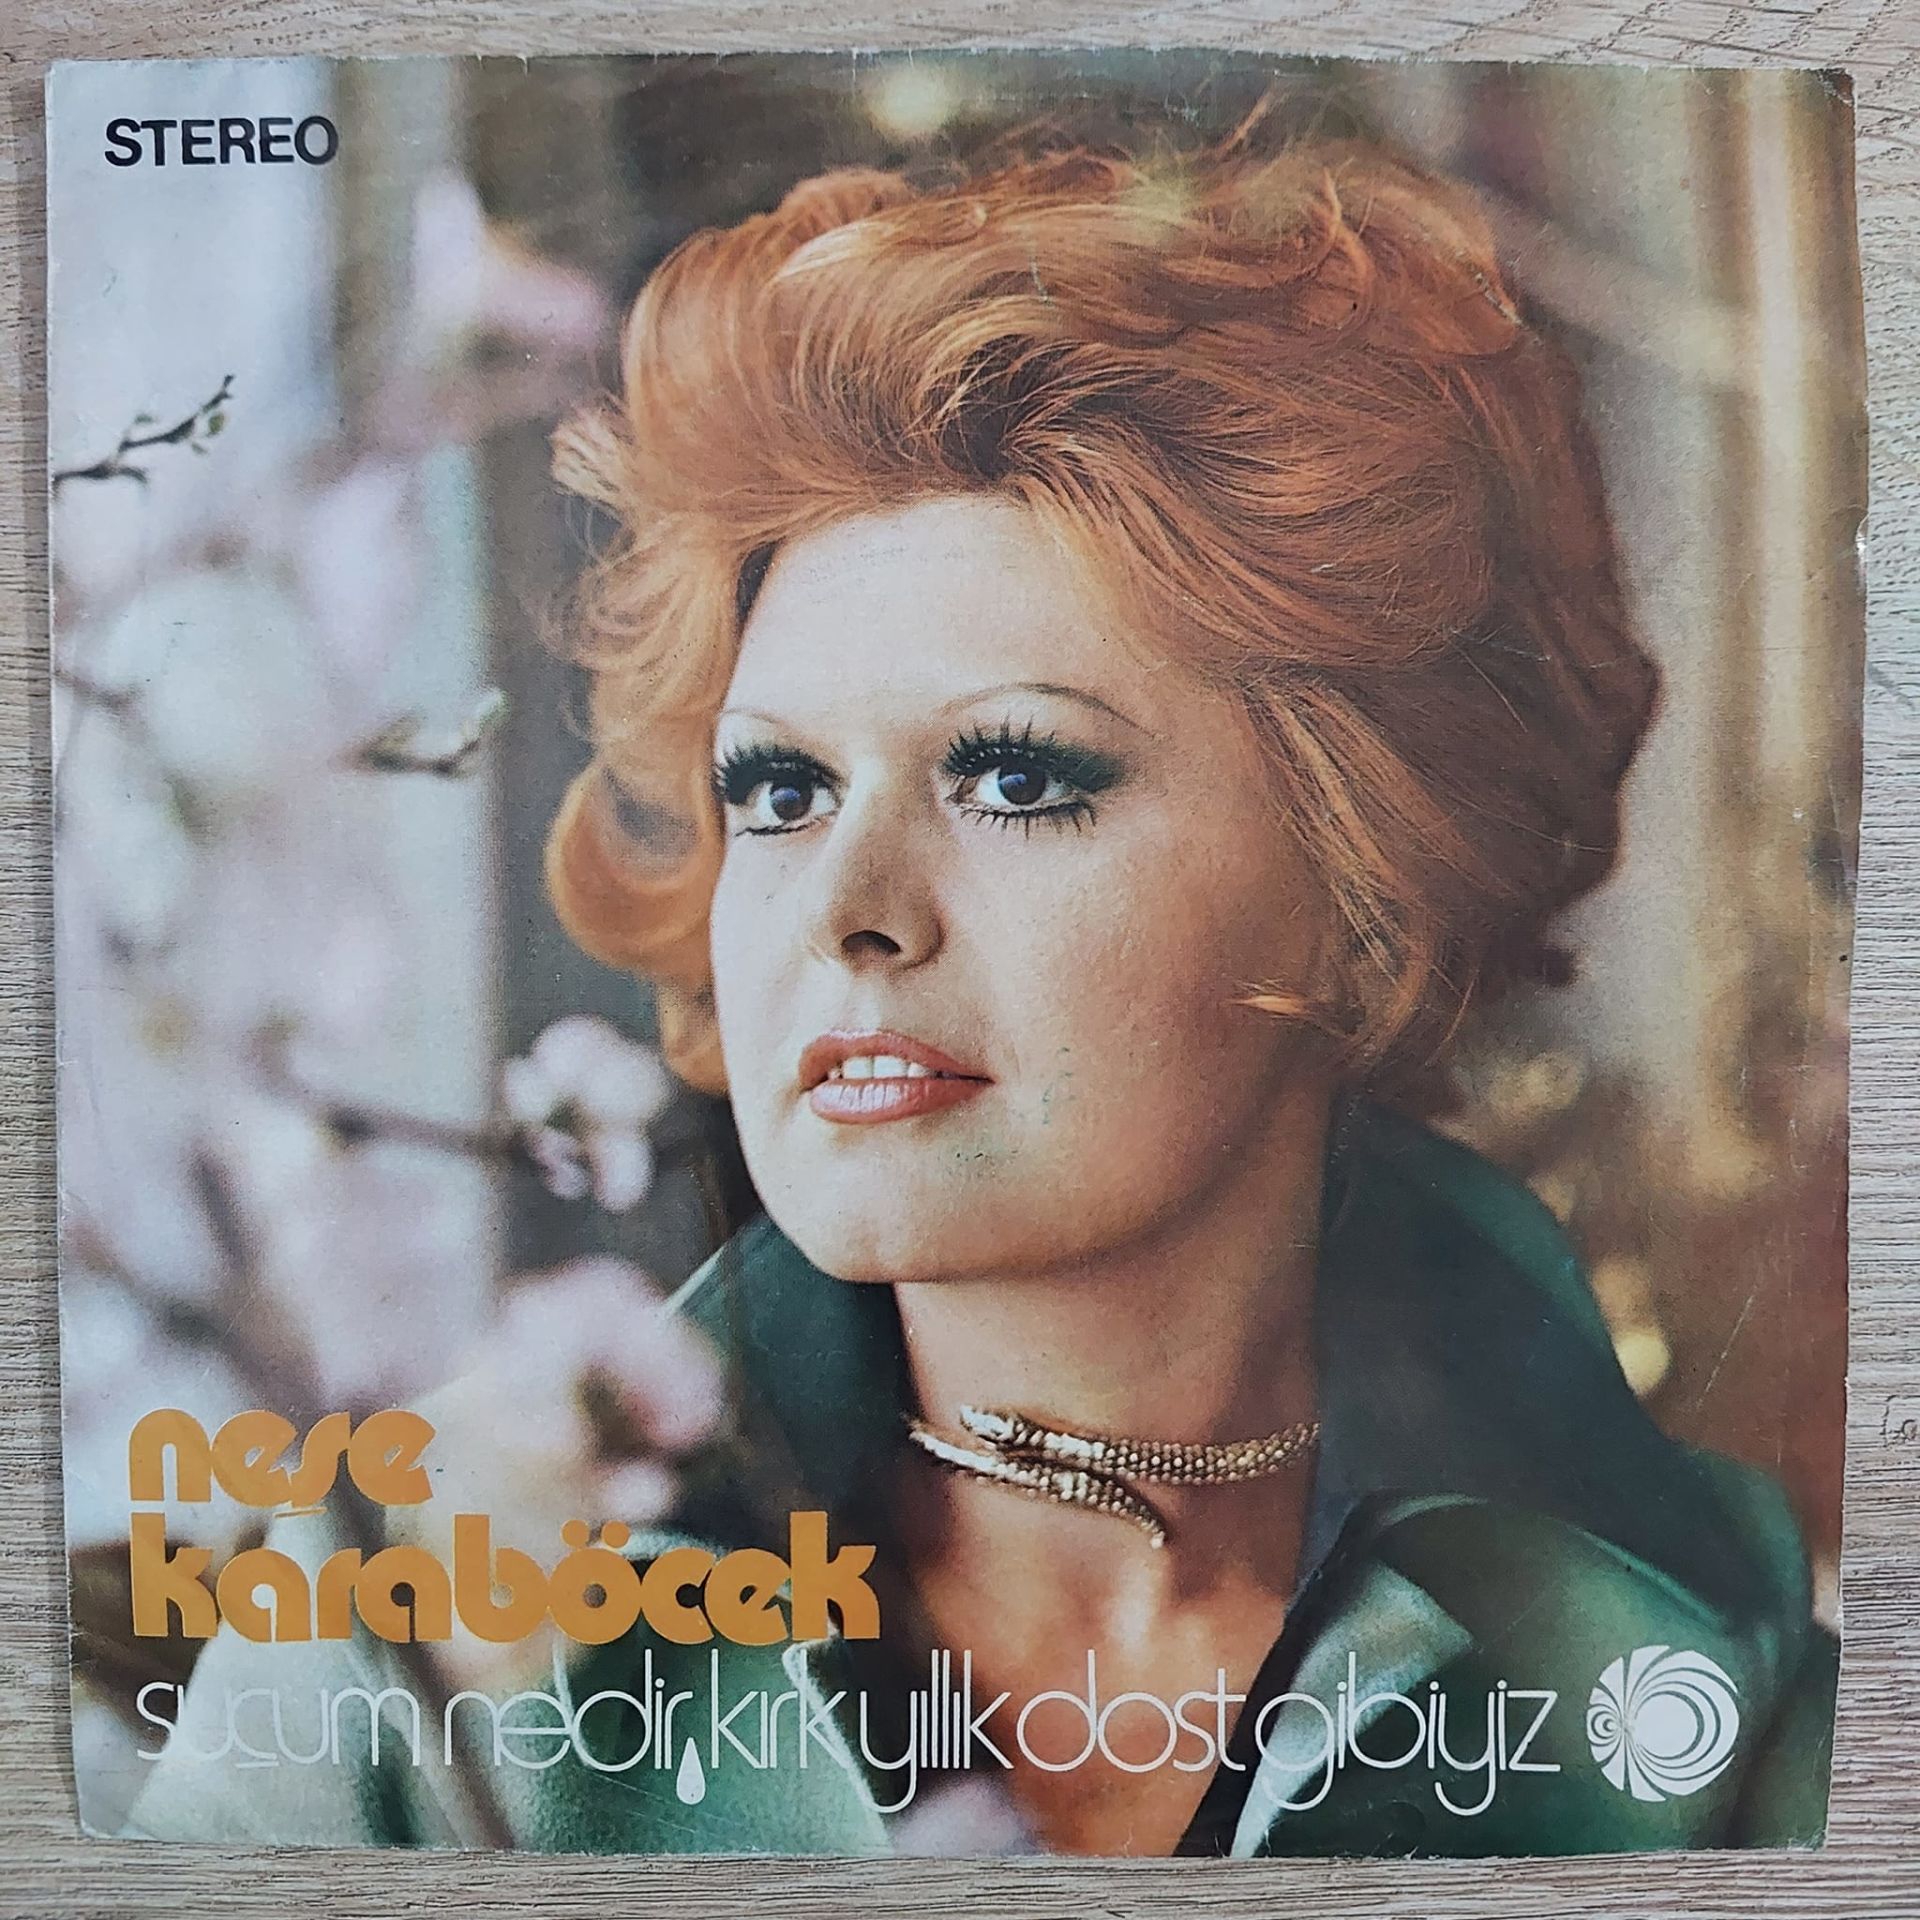 STEREO
neşe
karaböcek
suçum nedir, kırk yıllık dost gibiyiz